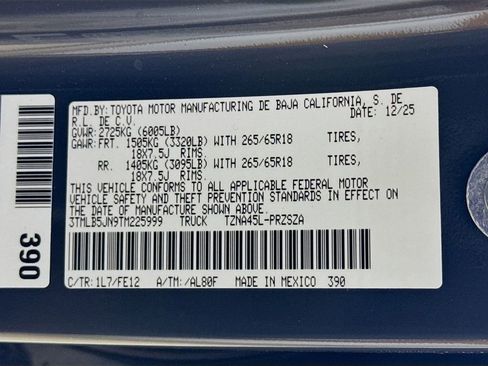 MFD.BY: TOYOTA MOTOR MANUFACTURING DE BAJA CALIFORNIA, S. DE
R.L. DE C.V. 12/25
GVWR: 2725KG (6005LB)
GAWR: FRT. 1505KG (3320LB) WITH 265/65R18 TIRES,
18X7.5J RIMS.
RR. 1405KG (3095LB) WITH 265/65R18 TIRES,
18X7.5J RIMS.
THIS VEHICLE CONFORMS TO ALL APPLICABLE FEDERAL MOTOR
VEHICLE SAFETY AND THEFT PREVENTION STANDARDS IN EFFECT ON
THE DATE OF MANUFACTURE SHOWN ABOVE.
3TMLB5JN9TM225999 TRUCK TZNA45L-PRZSZA
C/TR: 1L7/FE12 A/TM: /AL80F MADE IN MEXICO 390
390